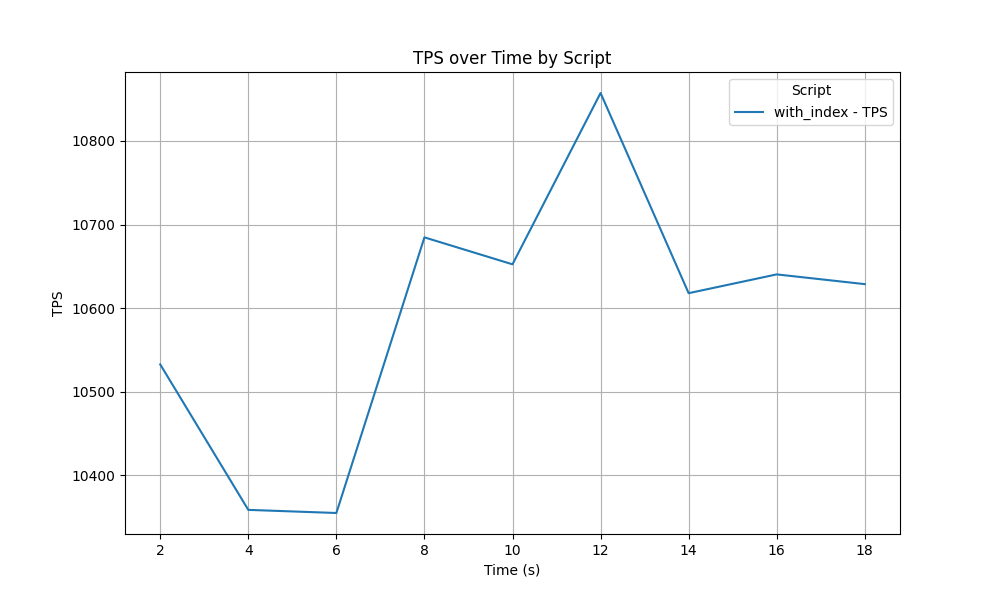 TPS over Time by Script
Script
with_index - TPS
TPS
10800
10700
10600
10500
10400
2 4 6 8 10 12 14 16 18
Time (s)